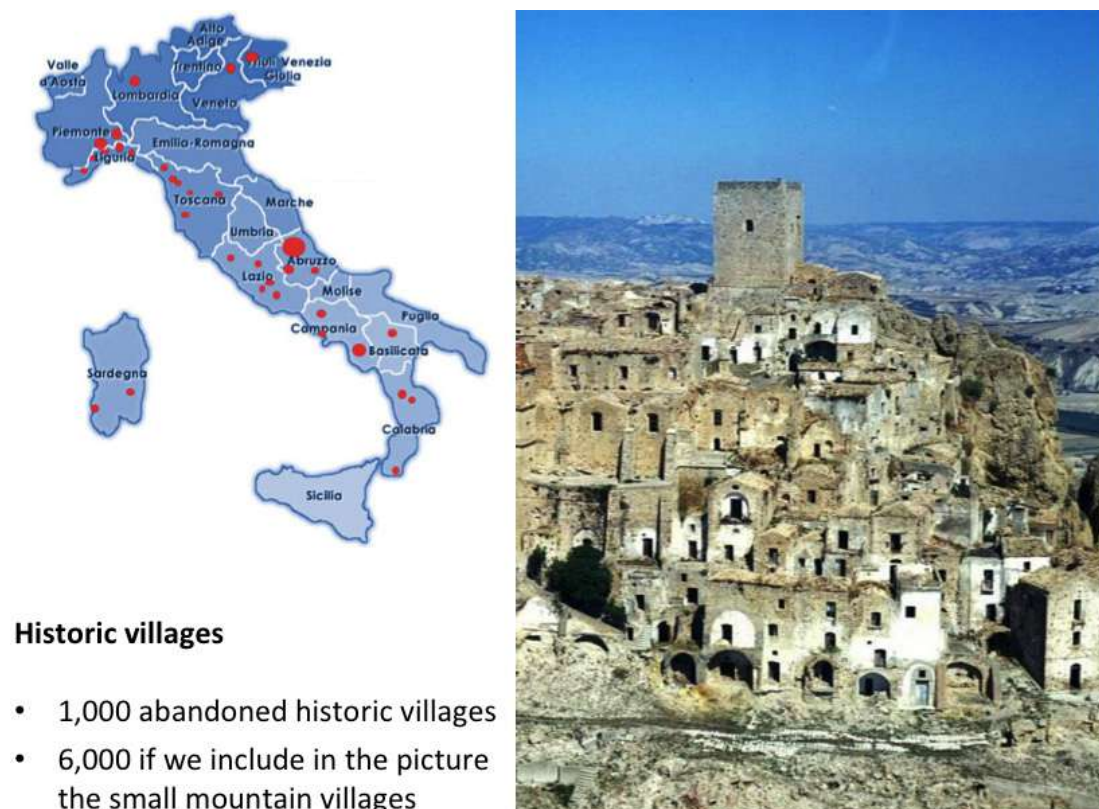 Alto
Adige
Valle
d'Aosta
Trentino
Friuli Venezia
Giulia
Lombardia
Veneto
Piemonte
Emilia-Romagna
Liguria
Toscana
Marche
Umbria
Abruzzo
Lazio
Molise
Puglia
Campania
Basilicata
Sardegna
Calabria
Sicilia
Historic villages
• 1,000 abandoned historic villages
• 6,000 if we include in the picture
the small mountain villages